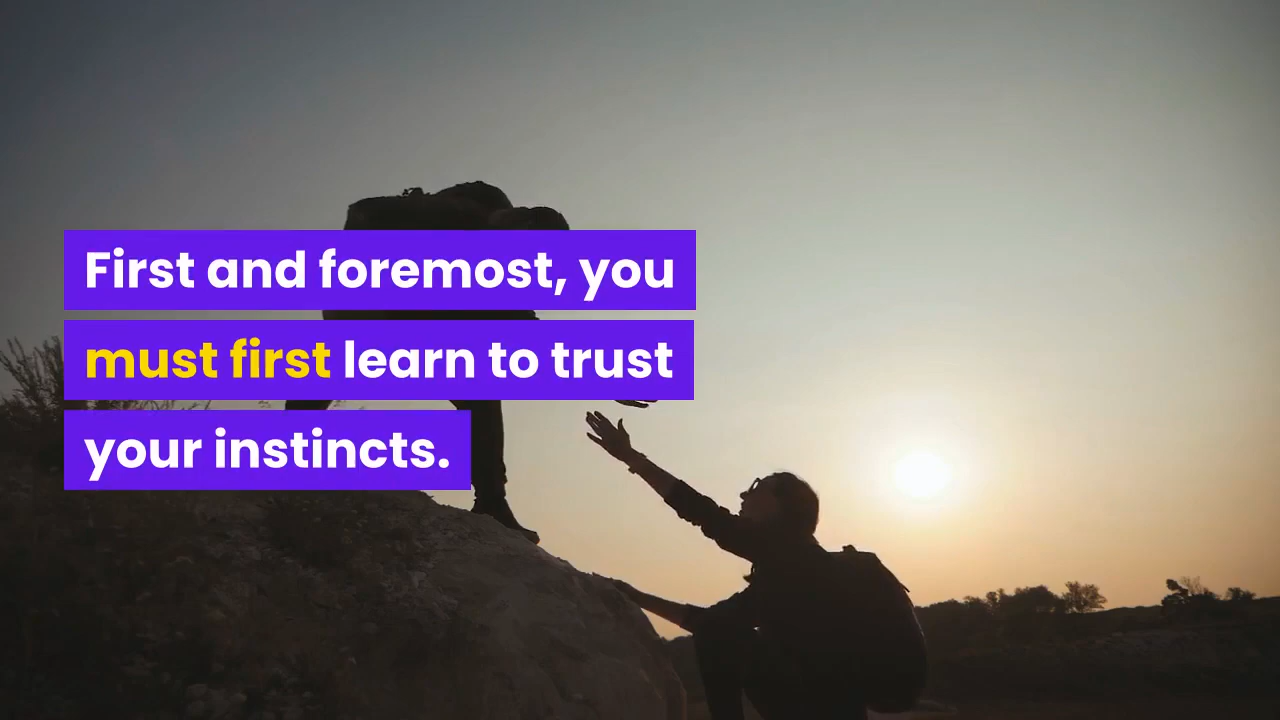 First and foremost, you
must first learn to trust
your instincts.